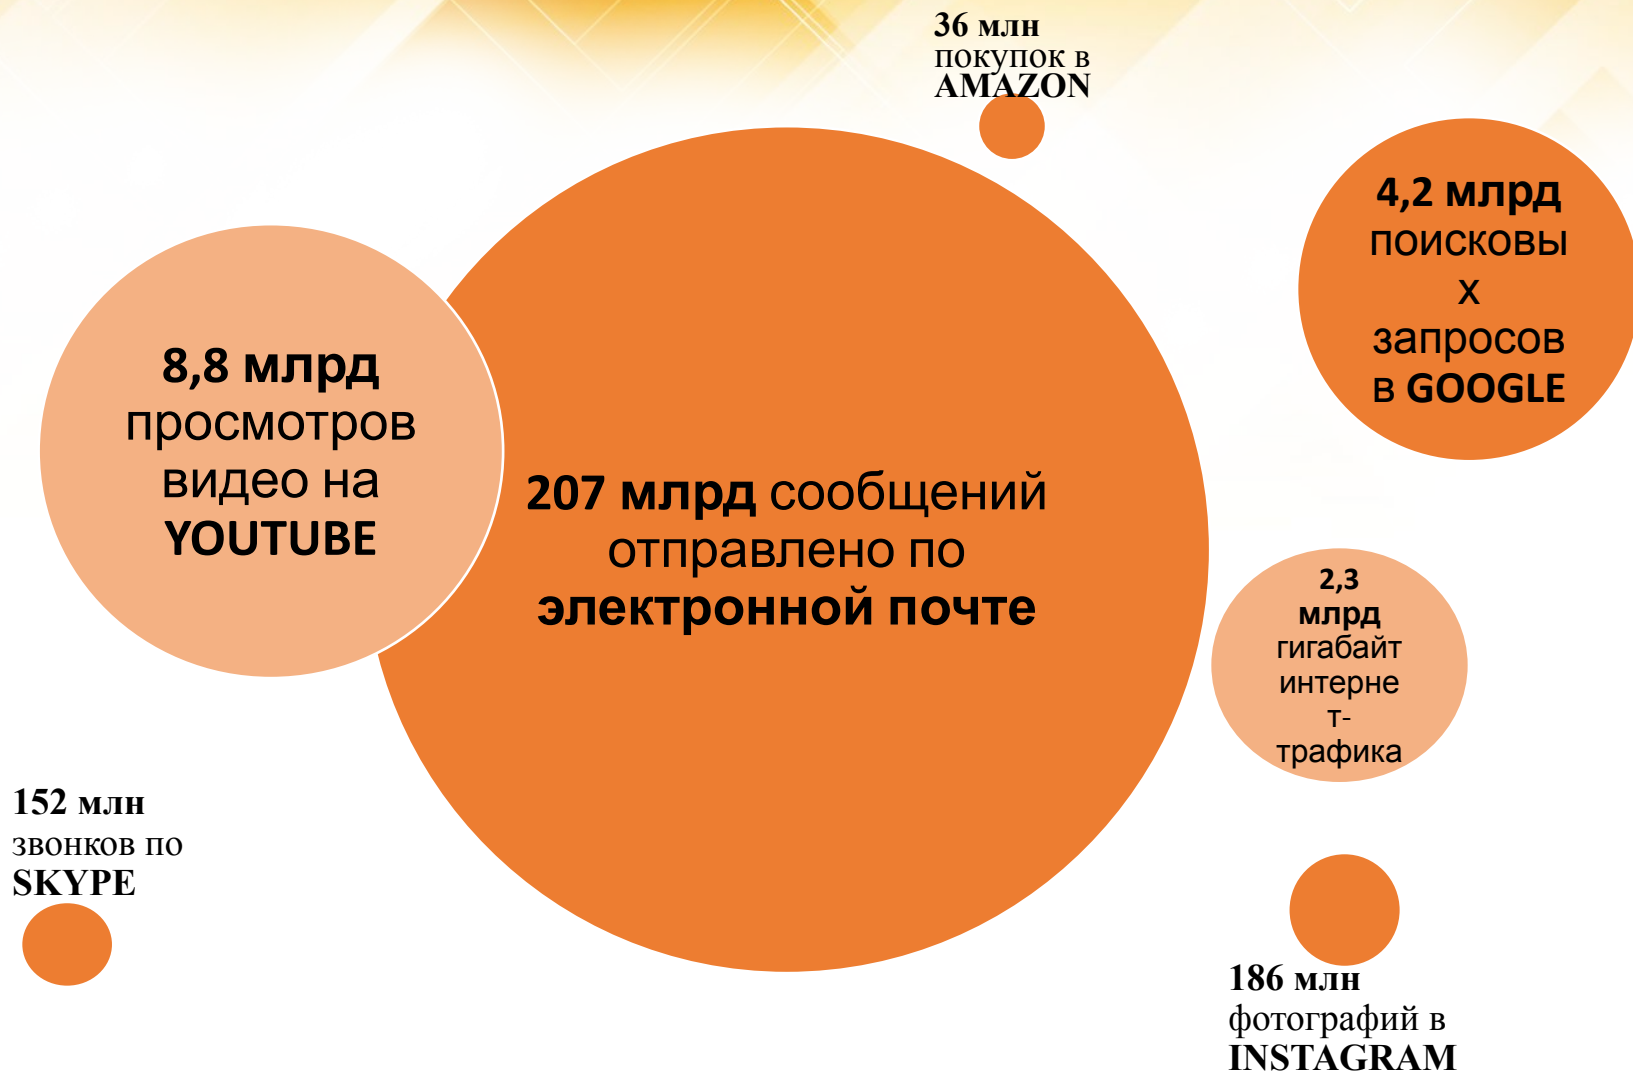 36 млн
покупок в
AMAZON
4,2 млрд
поисковы
х
запросов
в GOOGLE
8,8 млрд
просмотров
видео на
YOUTUBE
207 млрд сообщений
отправлено по
электронной почте
2,3
млрд
гигабайт
интерне
т-
трафика
152 млн
звонков по
SKYPE
186 млн
фотографий в
INSTAGRAM